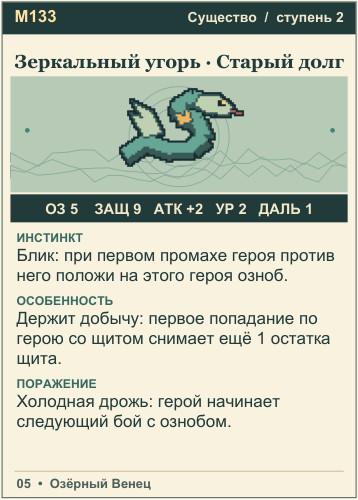 M133
Существо / ступень 2
Зеркальный угорь · Старый долг
ОЗ 5 ЗАЩ 9 АТК +2 УР 2 ДАЛЬ 1
ИНСТИНКТ
Блик: при первом промахе героя против
него положи на этого героя озноб.
ОСОБЕННОСТЬ
Держит добычу: первое попадание по
герою со щитом снимает ещё 1 остатка
щита.
ПОРАЖЕНИЕ
Холодная дрожь: герой начинает
следующий бой с ознобом.
05 • Озёрный Венец